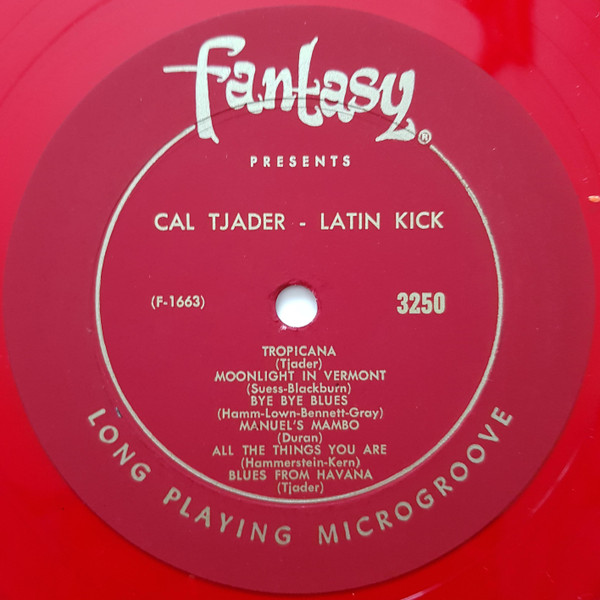 fantasy®
PRESENTS
CAL TJADER - LATIN KICK
(F-1663) 3250
TROPICANA
(Tjader)
MOONLIGHT IN VERMONT
(Suess-Blackburn)
BYE BYE BLUES
(Hamm-Lown-Bennett-Gray)
MANUEL'S MAMBO
(Duran)
ALL THE THINGS YOU ARE
(Hammerstein-Kern)
BLUES FROM HAVANA
(Tjader)
LONG PLAYING MICROGROOVE